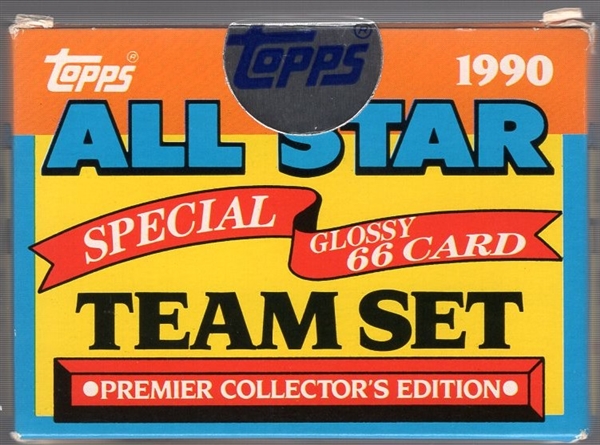 Topps®
Topps®
1990
ALL STAR
SPECIAL
GLOSSY
66 CARD
TEAM SET
•PREMIER COLLECTOR'S EDITION•